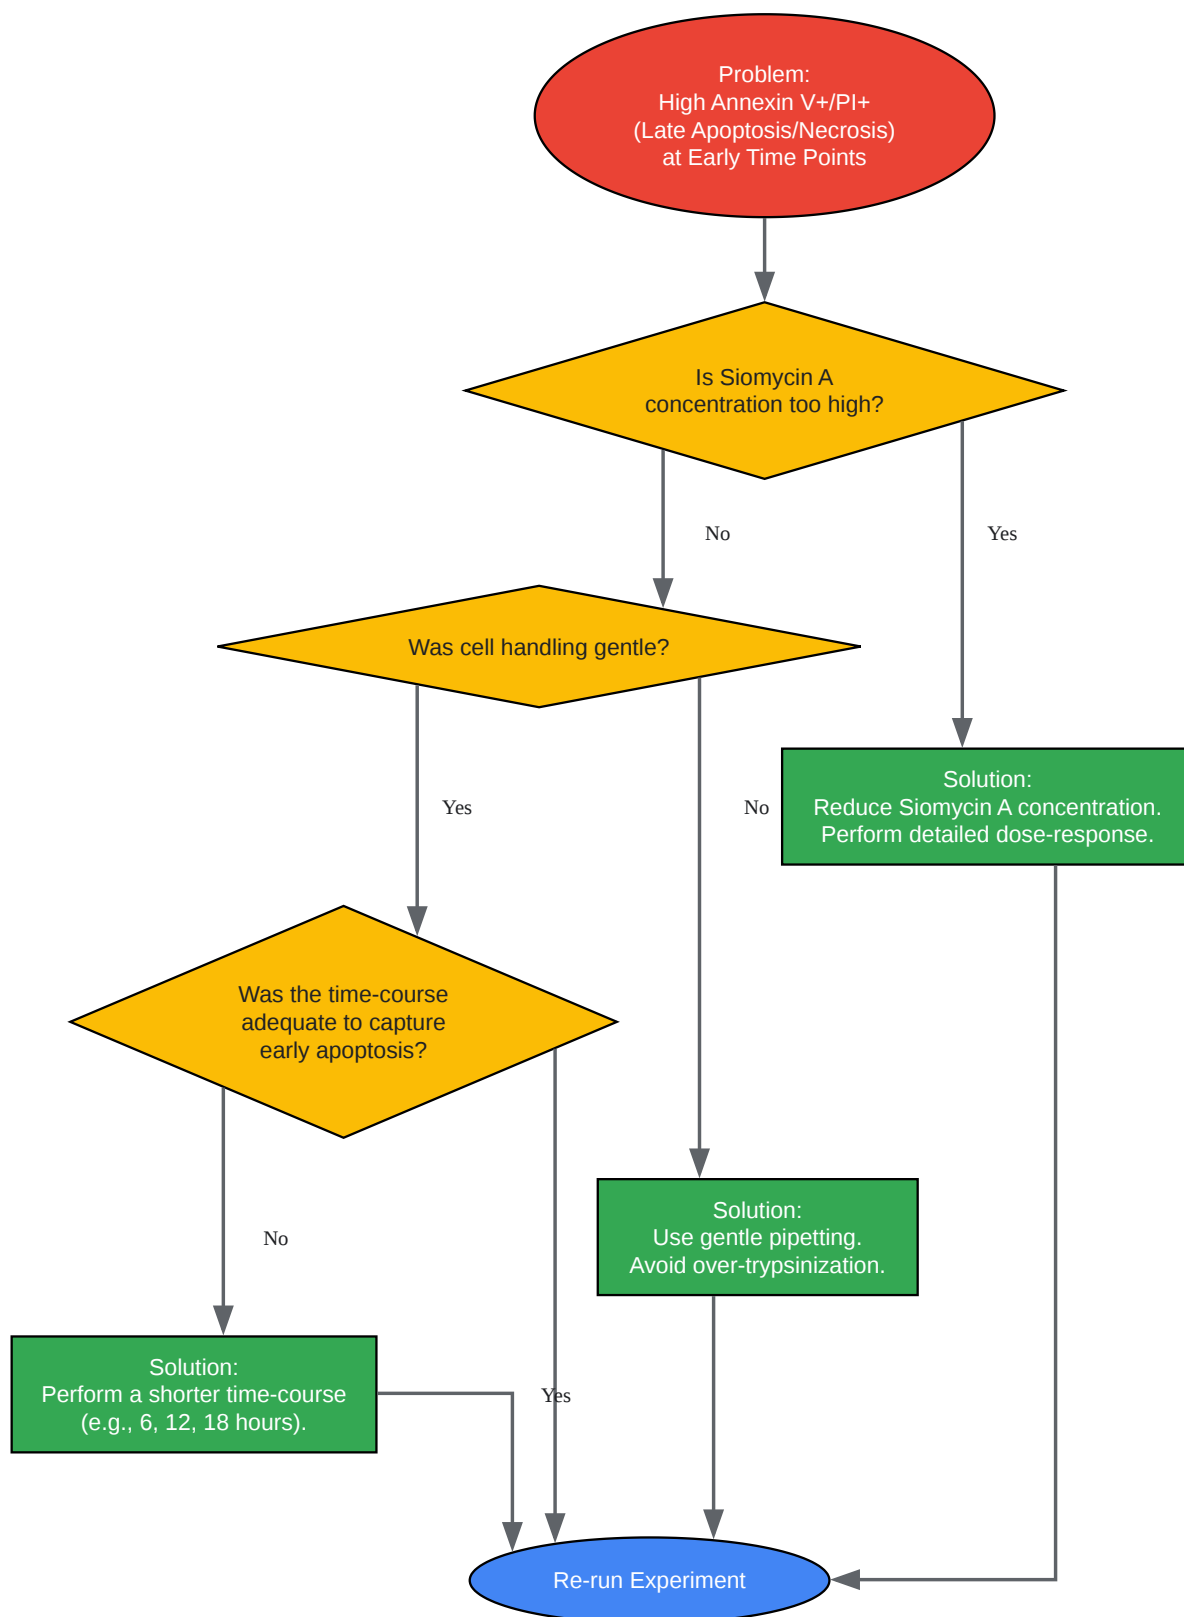 Problem:
High Annexin V+/PI+
(Late Apoptosis/Necrosis)
at Early Time Points
Is Siomycin A
concentration too high?
No
Yes
Was cell handling gentle?
Solution:
Reduce Siomycin A concentration.
Perform detailed dose-response.
Yes
No
Was the time-course
adequate to capture
early apoptosis?
Solution:
Use gentle pipetting.
Avoid over-trypsinization.
No
Solution:
Perform a shorter time-course
(e.g., 6, 12, 18 hours).
Yes
Re-run Experiment